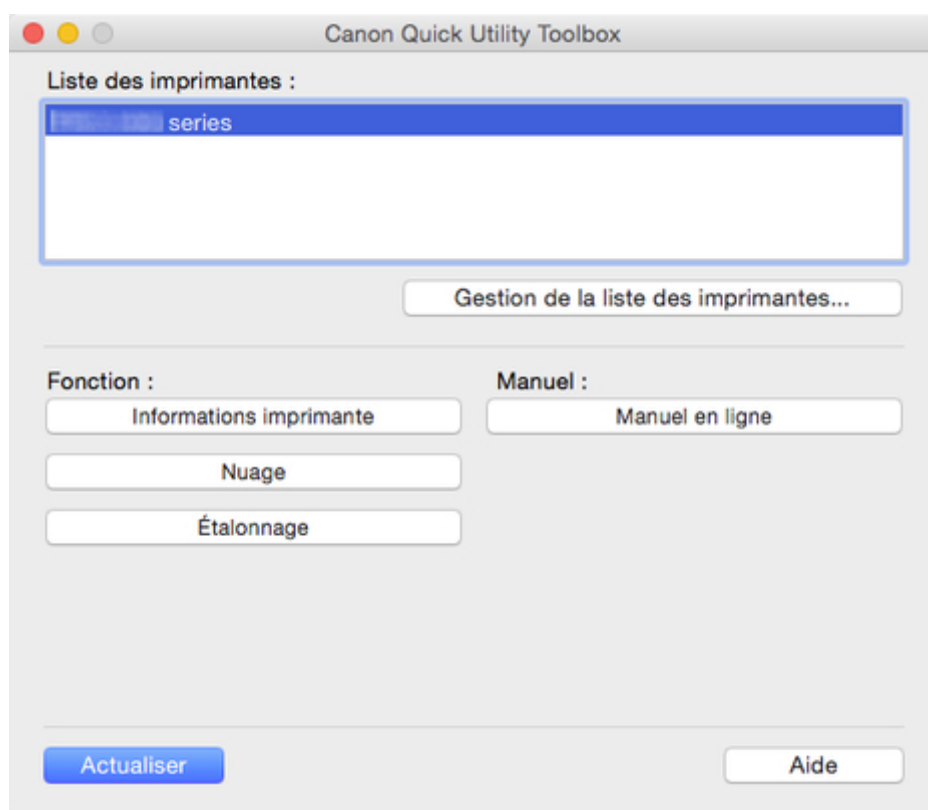 Canon Quick Utility Toolbox
Liste des imprimantes :
series
Gestion de la liste des imprimantes...
Fonction :
Manuel :
Informations imprimante
Manuel en ligne
Nuage
Étalonnage
Actualiser
Aide